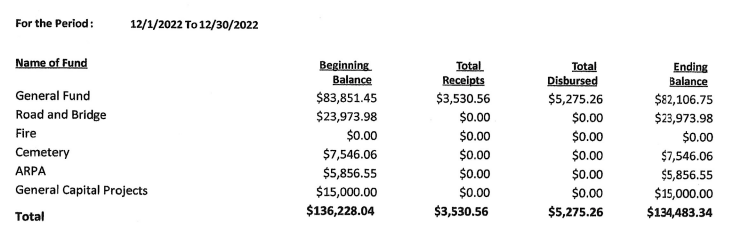 For the Period: 12/1/2022 To 12/30/2022
Name of Fund Beginning Balance Total Receipts Total Disbursed Ending Balance
General Fund $83,851.45 $3,530.56 $5,275.26 $82,106.75
Road and Bridge $23,973.98 $0.00 $0.00 $23,973.98
Fire $0.00 $0.00 $0.00 $0.00
Cemetery $7,546.06 $0.00 $0.00 $7,546.06
ARPA $5,856.55 $0.00 $0.00 $5,856.55
General Capital Projects $15,000.00 $0.00 $0.00 $15,000.00
Total $136,228.04 $3,530.56 $5,275.26 $134,483.34